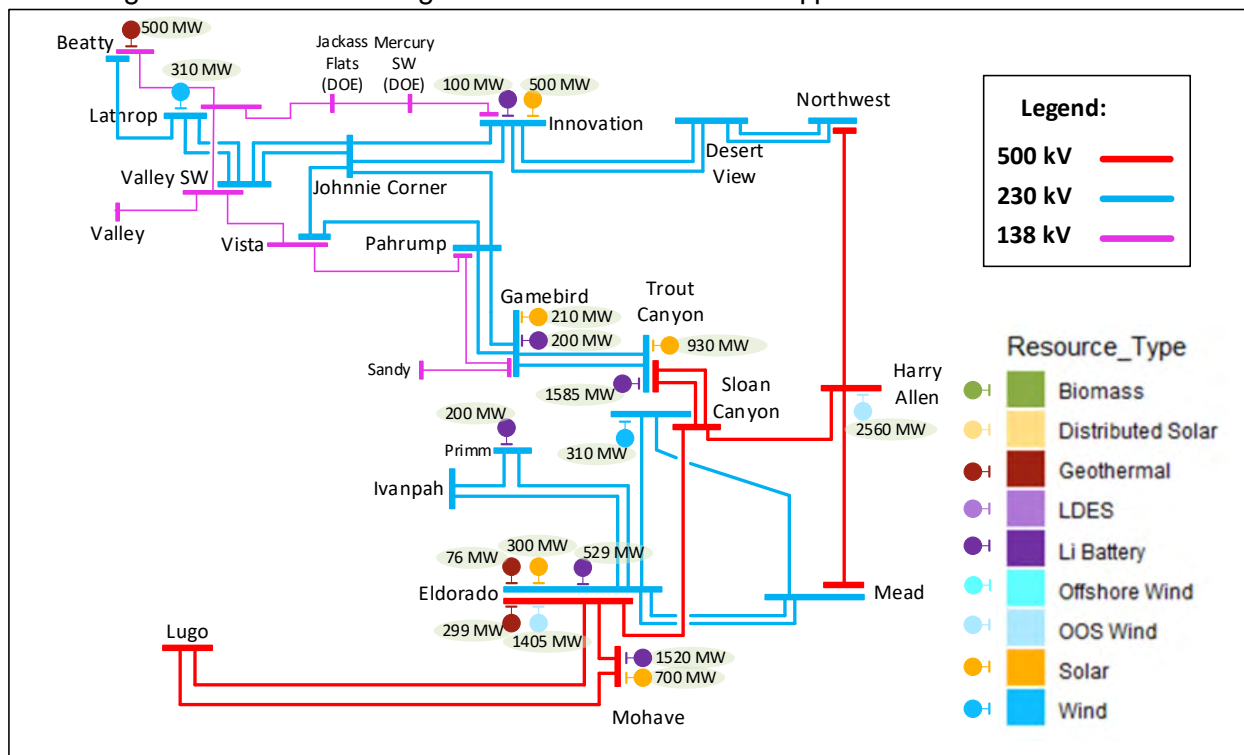 500 MW
Beatty
310 MW
Lathrop
Jackass
Flats
(DOE)
Mercury
SW
(DOE)
100 MW
500 MW
Innovation
Northwest
Desert
View
Valley SW
Johnnie Corner
Valley
Vista
Pahrump
Gamebird
210 MW
200 MW
Trout
Canyon
930 MW
Sandy
1585 MW
Sloan
Canyon
Harry
Allen
2560 MW
200 MW
Primm
310 MW
Ivanpah
76 MW
300 MW
529 MW
Eldorado
Mead
299 MW
1405 MW
Lugo
1520 MW
700 MW
Mohave
Legend:
500 kV
230 kV
138 kV
Resource_Type
Biomass
Distributed Solar
Geothermal
LDES
Li Battery
Offshore Wind
OOS Wind
Solar
Wind